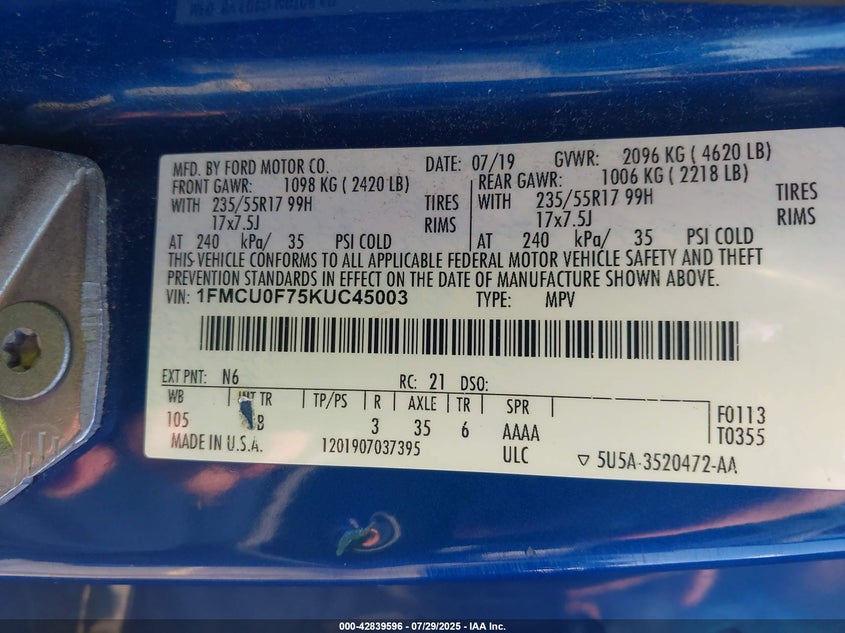 MFD. BY FORD MOTOR CO. DATE: 07/19 GVWR: 2096 KG ( 4620 LB)
FRONT GAWR: 1098 KG ( 2420 LB) REAR GAWR: 1006 KG ( 2218 LB)
WITH 235/55R17 99H TIRES WITH 235/55R17 99H TIRES
17x7.5J RIMS 17x7.5J RIMS
AT 240 kPa/ 35 PSI COLD AT 240 kPa/ 35 PSI COLD
THIS VEHICLE CONFORMS TO ALL APPLICABLE FEDERAL MOTOR VEHICLE SAFETY AND THEFT
PREVENTION STANDARDS IN EFFECT ON THE DATE OF MANUFACTURE SHOWN ABOVE.
VIN: 1FMCU0F75KUC45003 TYPE: MPV
EXT PNT: N6 RC: 21 DSO:
WB INT TR TP/PS R AXLE TR SPR F0113
105 B 3 35 6 AAAA T0355
MADE IN U.S.A. 1201907037395 ULC ▽ 5U5A-3520472-AA
000-42839596 - 07/29/2025 - IAA Inc.